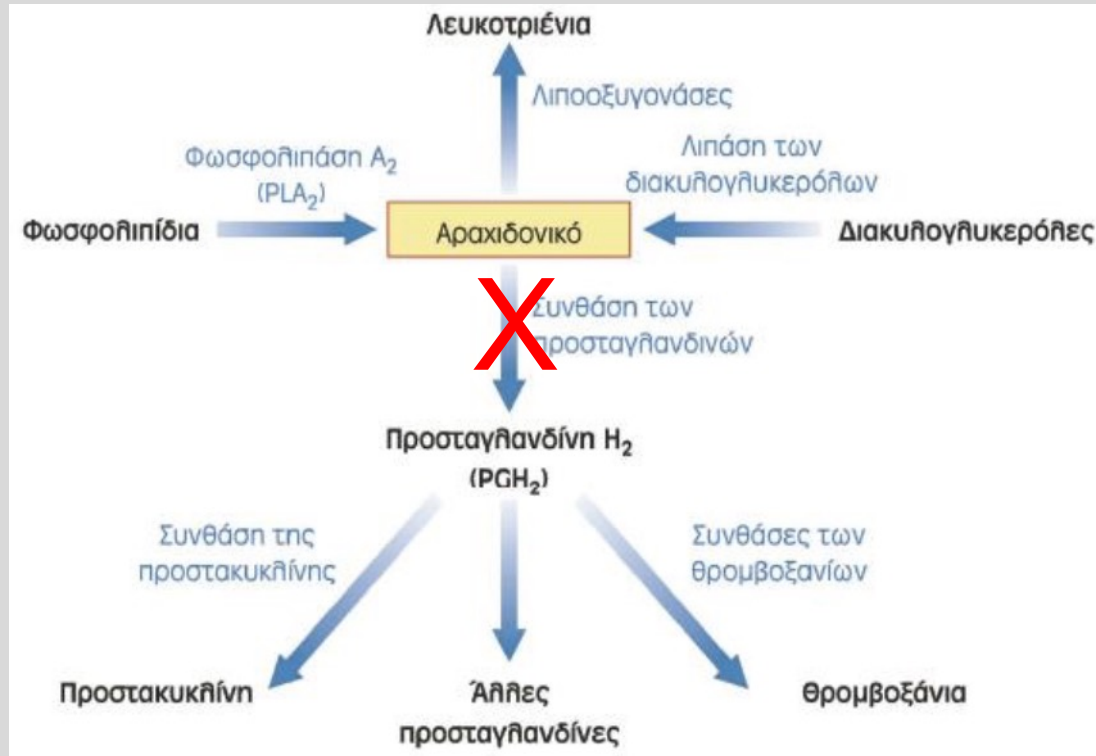 Λευκοτριένια
Λιποοξυγονάσες
Φωσφολιπάση A₂
(PLA₂)
Λιπάση των
διακυλογλυκερόλων
Φωσφολιπίδια
Αραχιδονικό
Διακυλογλυκερόλες
X
Συνθάση των
προσταγλανδινών
Προσταγλανδίνη H₂
(PGH₂)
Συνθάση της
προστακυκλίνης
Συνθάσες των
θρομβοξανίων
Προστακυκλίνη
Άλλες
προσταγλανδίνες
Θρομβοξάνια